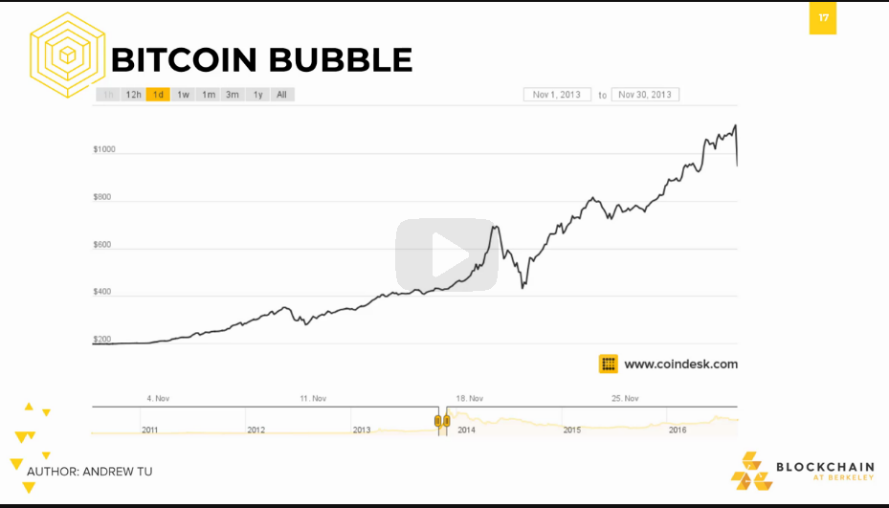 17
BITCOIN BUBBLE
1h 12h 1d 1w 1m 3m 1y All
Nov 1, 2013 to Nov 30, 2013
$1000
$800
$600
$400
$200
www.coindesk.com
4. Nov 11. Nov 18. Nov 25. Nov
2011 2012 2013 2014 2015 2016
AUTHOR: ANDREW TU
BLOCKCHAIN
AT BERKELEY